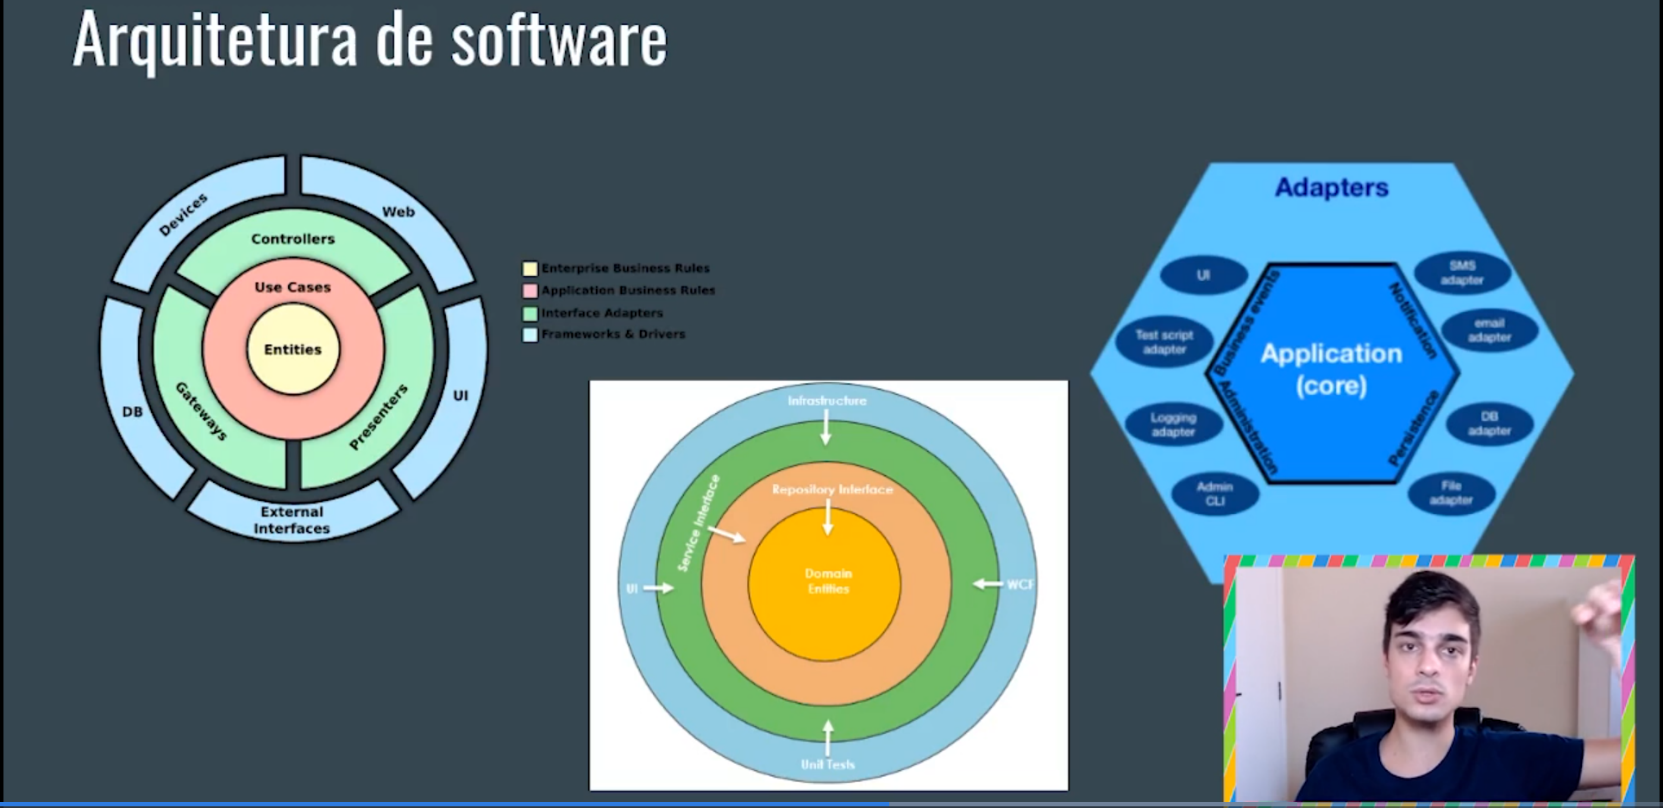 Arquitetura de software
Devices
Web
Controllers
Use Cases
Entities
Gateways
Presenters
DB
UI
External
Interfaces
Enterprise Business Rules
Application Business Rules
Interface Adapters
Frameworks & Drivers
Infrastructure
Service Interface
Repository Interface
Domain
Entities
UI
WCF
Unit Tests
Adapters
UI
Test script
adapter
Logging
adapter
Admin
CLI
Business events
Administration
Application
(core)
Notification
Persistence
SMS
adapter
email
adapter
DB
adapter
File
adapter